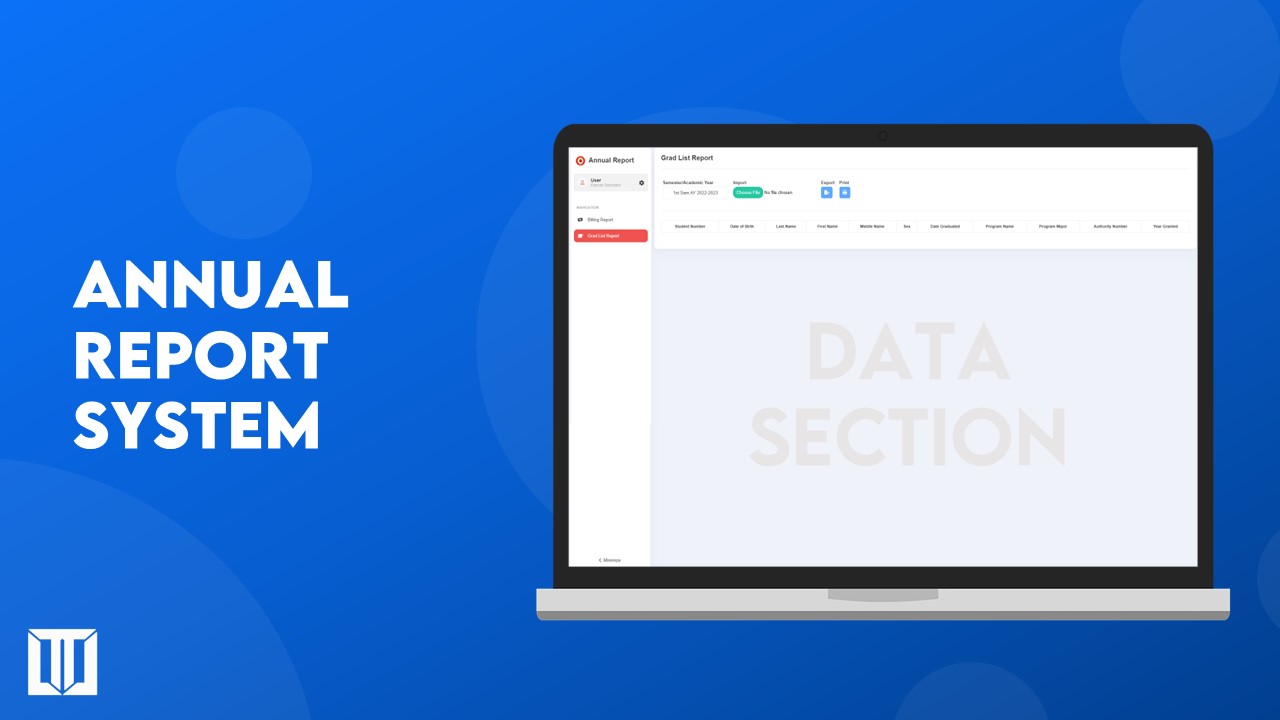 ANNUAL
REPORT
SYSTEM
Annual Report
User
NAVIGATION
Billing Report
Grad List Report
Minimize
Grad List Report
Semester/Academic Year
Import
Export Print
1st Sem AY 2022-2023
Choose File No file chosen
Student Number Date of Birth Last Name First Name Middle Name Sex Date Graduated Program Name Program Major Authority Number Year Granted
DATA
SECTION